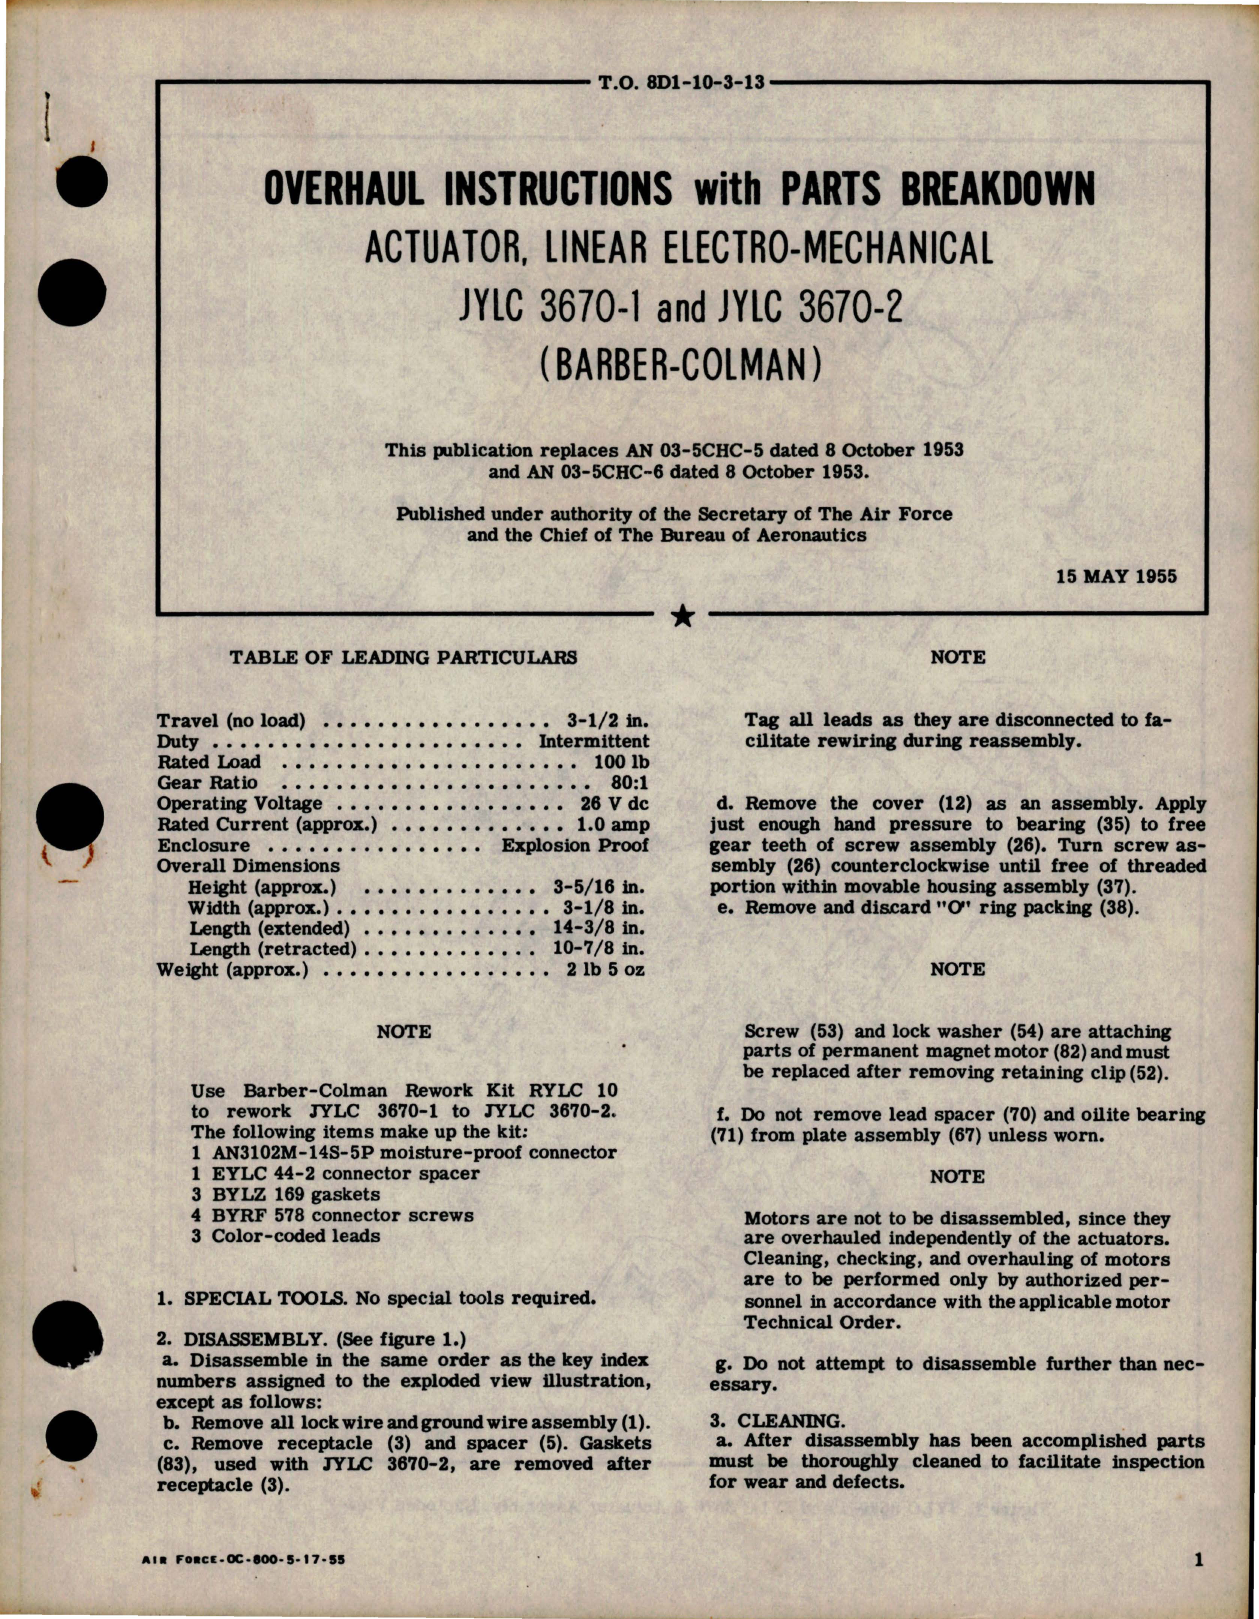 T.O. 8D1-10-3-13
OVERHAUL INSTRUCTIONS with PARTS BREAKDOWN
ACTUATOR, LINEAR ELECTRO-MECHANICAL
JYLC 3670-1 and JYLC 3670-2
(BARBER-COLMAN)
This publication replaces AN 03-5CHC-5 dated 8 October 1953
and AN 03-5CHC-6 dated 8 October 1953.
Published under authority of the Secretary of The Air Force
and the Chief of The Bureau of Aeronautics
15 MAY 1955
TABLE OF LEADING PARTICULARS
Travel (no load) . . . . . . . . . . . . . . . . . 3-1/2 in.
Duty . . . . . . . . . . . . . . . . . . . . . . . Intermittent
Rated Load . . . . . . . . . . . . . . . . . . . . . . 100 lb
Gear Ratio . . . . . . . . . . . . . . . . . . . . . . . 80:1
Operating Voltage . . . . . . . . . . . . . . . . . 26 V dc
Rated Current (approx.) . . . . . . . . . . . . . 1.0 amp
Enclosure . . . . . . . . . . . . . . . . Explosion Proof
Overall Dimensions
Height (approx.) . . . . . . . . . . . . . 3-5/16 in.
Width (approx.) . . . . . . . . . . . . . . . . 3-1/8 in.
Length (extended) . . . . . . . . . . . . . 14-3/8 in.
Length (retracted) . . . . . . . . . . . . . 10-7/8 in.
Weight (approx.) . . . . . . . . . . . . . . . . . 2 lb 5 oz
NOTE
Use Barber-Colman Rework Kit RYLC 10
to rework JYLC 3670-1 to JYLC 3670-2.
The following items make up the kit:
1 AN3102M-14S-5P moisture-proof connector
1 EYLC 44-2 connector spacer
3 BYLZ 169 gaskets
4 BYRF 578 connector screws
3 Color-coded leads
1. SPECIAL TOOLS. No special tools required.
2. DISASSEMBLY. (See figure 1.)
a. Disassemble in the same order as the key index
numbers assigned to the exploded view illustration,
except as follows:
b. Remove all lock wire and ground wire assembly (1).
c. Remove receptacle (3) and spacer (5). Gaskets
(83), used with JYLC 3670-2, are removed after
receptacle (3).
NOTE
Tag all leads as they are disconnected to fa-
cilitate rewiring during reassembly.
d. Remove the cover (12) as an assembly. Apply
just enough hand pressure to bearing (35) to free
gear teeth of screw assembly (26). Turn screw as-
sembly (26) counterclockwise until free of threaded
portion within movable housing assembly (37).
e. Remove and discard "O" ring packing (38).
NOTE
Screw (53) and lock washer (54) are attaching
parts of permanent magnet motor (82) and must
be replaced after removing retaining clip (52).
f. Do not remove lead spacer (70) and oilite bearing
(71) from plate assembly (67) unless worn.
NOTE
Motors are not to be disassembled, since they
are overhauled independently of the actuators.
Cleaning, checking, and overhauling of motors
are to be performed only by authorized per-
sonnel in accordance with the applicable motor
Technical Order.
g. Do not attempt to disassemble further than nec-
essary.
3. CLEANING.
a. After disassembly has been accomplished parts
must be thoroughly cleaned to facilitate inspection
for wear and defects.
AIR FORCE-OC-800-5-17-55
1